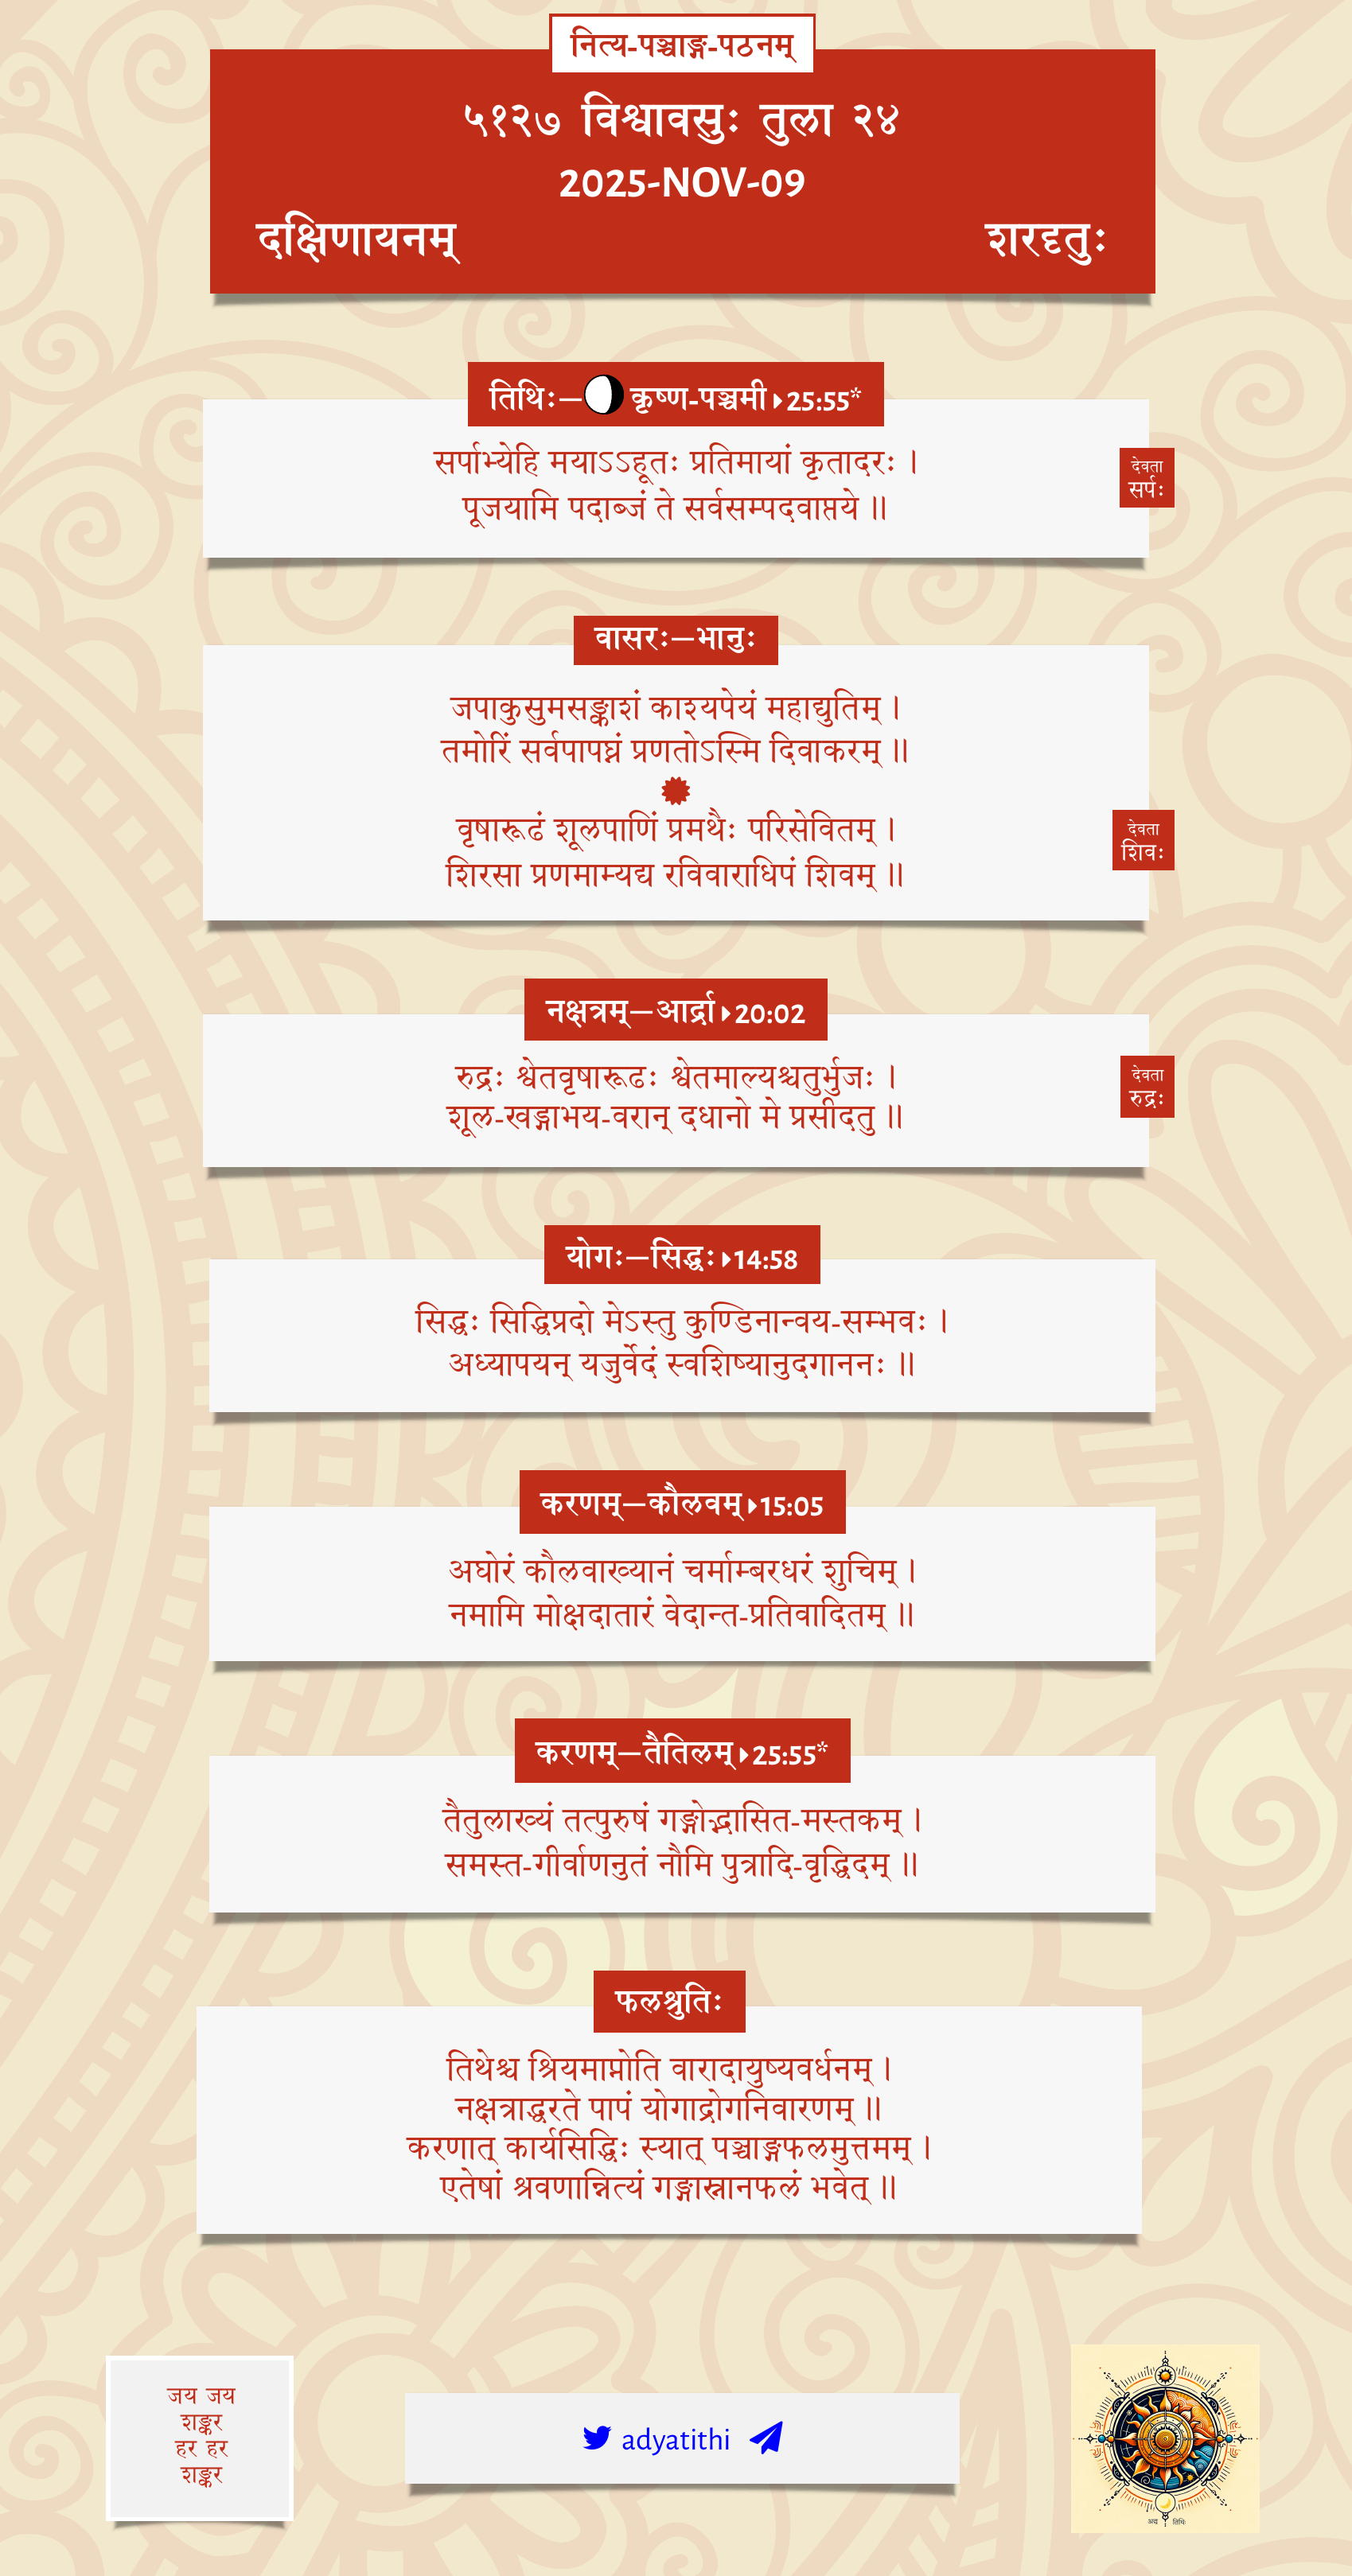 नित्य-पञ्चाङ्ग-पठनम्
५१२७ विश्वावसुः तुला २४
2025-NOV-09
दक्षिणायनम्
शरदृतुः
तिथिः—कृष्ण-पञ्चमी▸25:55*
सर्पाभ्येहि मयाऽऽहूतः प्रतिमायां कृतादरः ।
पूजयामि पदाब्जं ते सर्वसम्पदवाप्तये ॥
देवता
सर्पः
वासरः—भानुः
जपाकुसुमसङ्काशं काश्यपेयं महाद्युतिम् ।
तमोरिं सर्वपापघ्नं प्रणतोऽस्मि दिवाकरम् ॥
वृषारूढं शूलपाणिं प्रमथैः परिसेवितम् ।
शिरसा प्रणमाम्यद्य रविवाराधिपं शिवम् ॥
देवता
शिवः
नक्षत्रम्—आर्द्रा▸20:02
रुद्रः श्वेतवृषारूढः श्वेतमाल्यश्चतुर्भुजः ।
शूल-खड्गाभय-वरान् दधानो मे प्रसीदतु ॥
देवता
रुद्रः
योगः—सिद्धः▸14:58
सिद्धः सिद्धिप्रदो मेऽस्तु कुण्डिनान्वय-सम्भवः ।
अध्यापयन् यजुर्वेदं स्वशिष्यानुदगाननः ॥
करणम्—कौलवम्▸15:05
अघोरं कौलवाख्यानं चर्माम्बरधरं शुचिम् ।
नमामि मोक्षदातारं वेदान्त-प्रतिवादितम् ॥
करणम्—तैतिलम्▸25:55*
तैतुलाख्यं तत्पुरुषं गङ्गोद्भासित-मस्तकम् ।
समस्त-गीर्वाणनुतं नौमि पुत्रादि-वृद्धिदम् ॥
फलश्रुतिः
तिथेश्च श्रियमाप्नोति वारादायुष्यवर्धनम् ।
नक्षत्राद्धरते पापं योगाद्रोगनिवारणम् ॥
करणात् कार्यसिद्धिः स्यात् पञ्चाङ्गफलमुत्तमम् ।
एतेषां श्रवणान्नित्यं गङ्गास्नानफलं भवेत् ॥
जय जय
शङ्कर
हर हर
शङ्कर
adyatithi
अद्य तिथिः